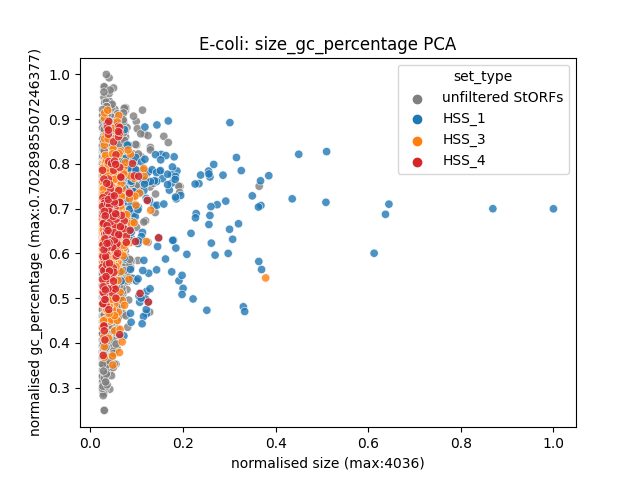 E-coli: size_gc_percentage PCA
set_type
unfiltered StORFs
HSS_1
HSS_3
HSS_4
normalised gc_percentage (max:0.7028985507246377)
1.0
0.9
0.8
0.7
0.6
0.5
0.4
0.3
0.0 0.2 0.4 0.6 0.8 1.0
normalised size (max:4036)